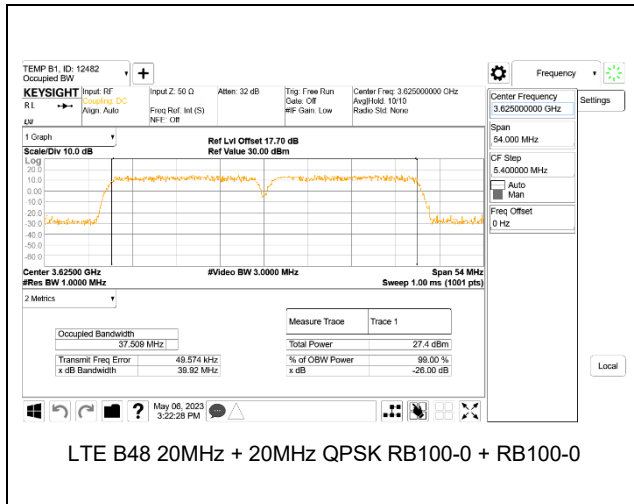 TEMP B1, ID: 12482
Occupied BW
Frequency
KEYSIGHT Input: RF Input Z: 50 Ω Atten: 32 dB Trig: Free Run Center Freq: 3.625000000 GHz
Coupling: DC Gate: Off Avg|Hold: 10/10
RL Align: Auto Freq Ref: Int (S) #IF Gain: Low Radio Std: None
NFE: Off
Center Frequency
3.625000000 GHz
Settings
Span
54.000 MHz
CF Step
5.400000 MHz
Auto
Man
Freq Offset
0 Hz
Local
1 Graph
Ref Lvl Offset 17.70 dB
Scale/Div 10.0 dB Ref Value 30.00 dBm
Log
20.0
10.0
0.00
-10.0
-20.0
-30.0
-40.0
-50.0
-60.0
Center 3.62500 GHz #Video BW 3.0000 MHz Span 54 MHz
#Res BW 1.0000 MHz Sweep 1.00 ms (1001 pts)
2 Metrics
Measure Trace Trace 1
Occupied Bandwidth
37.509 MHz Total Power 27.4 dBm
Transmit Freq Error 49.574 kHz % of OBW Power 99.00 %
x dB Bandwidth 39.92 MHz x dB -26.00 dB
? May 06, 2023
3:22:28 PM
LTE B48 20MHz + 20MHz QPSK RB100-0 + RB100-0